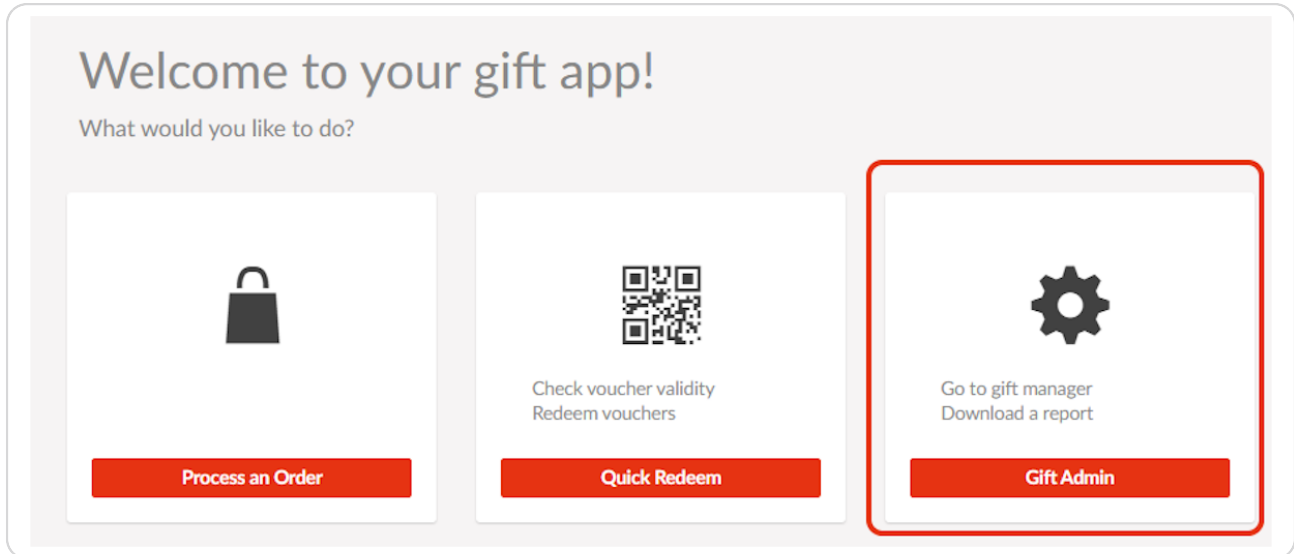 Welcome to your gift app!
What would you like to do?
Process an Order
Check voucher validity
Redeem vouchers
Quick Redeem
Go to gift manager
Download a report
Gift Admin